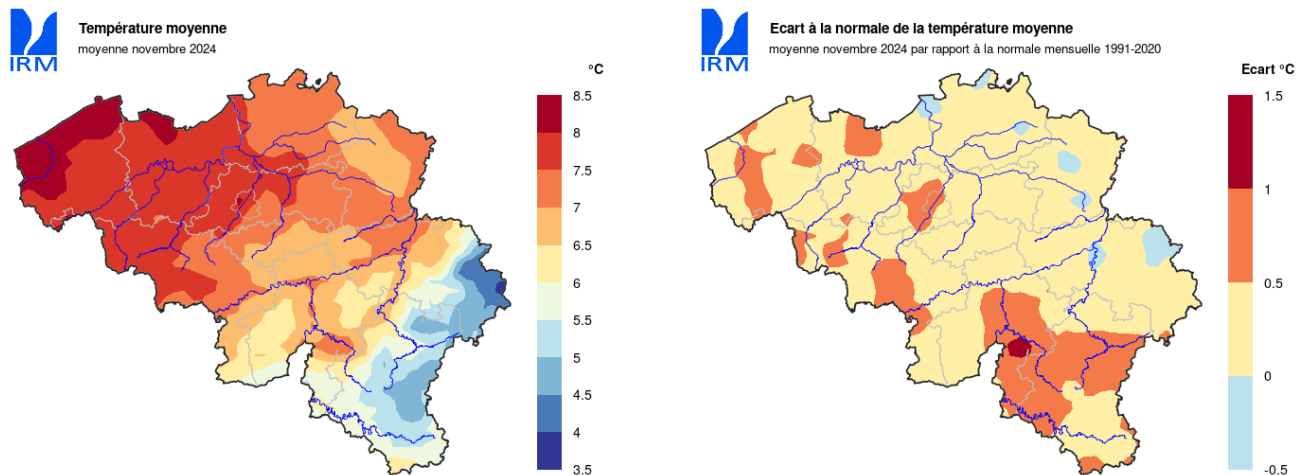 IRM
Température moyenne
moyenne novembre 2024
°C
8.5
8
7.5
7
6.5
6
5.5
5
4.5
4
3.5
IRM
Ecart à la normale de la température moyenne
moyenne novembre 2024 par rapport à la normale mensuelle 1991-2020
Ecart °C
1.5
1
0.5
0
-0.5